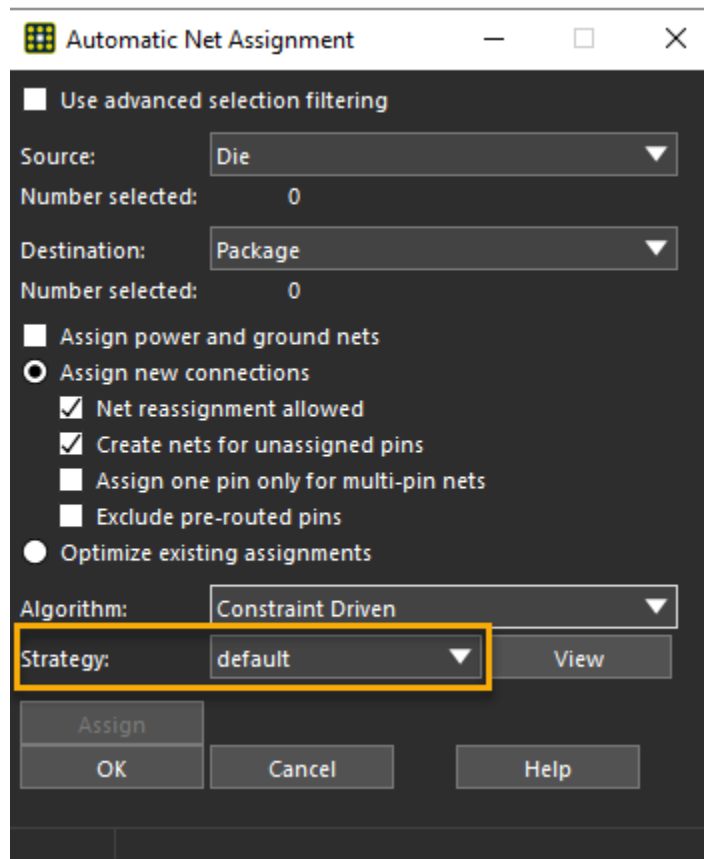 Automatic Net Assignment
Use advanced selection filtering
Source: Die
Number selected: 0
Destination: Package
Number selected: 0
Assign power and ground nets
Assign new connections
Net reassignment allowed
Create nets for unassigned pins
Assign one pin only for multi-pin nets
Exclude pre-routed pins
Optimize existing assignments
Algorithm: Constraint Driven
Strategy: default View
Assign
OK Cancel Help